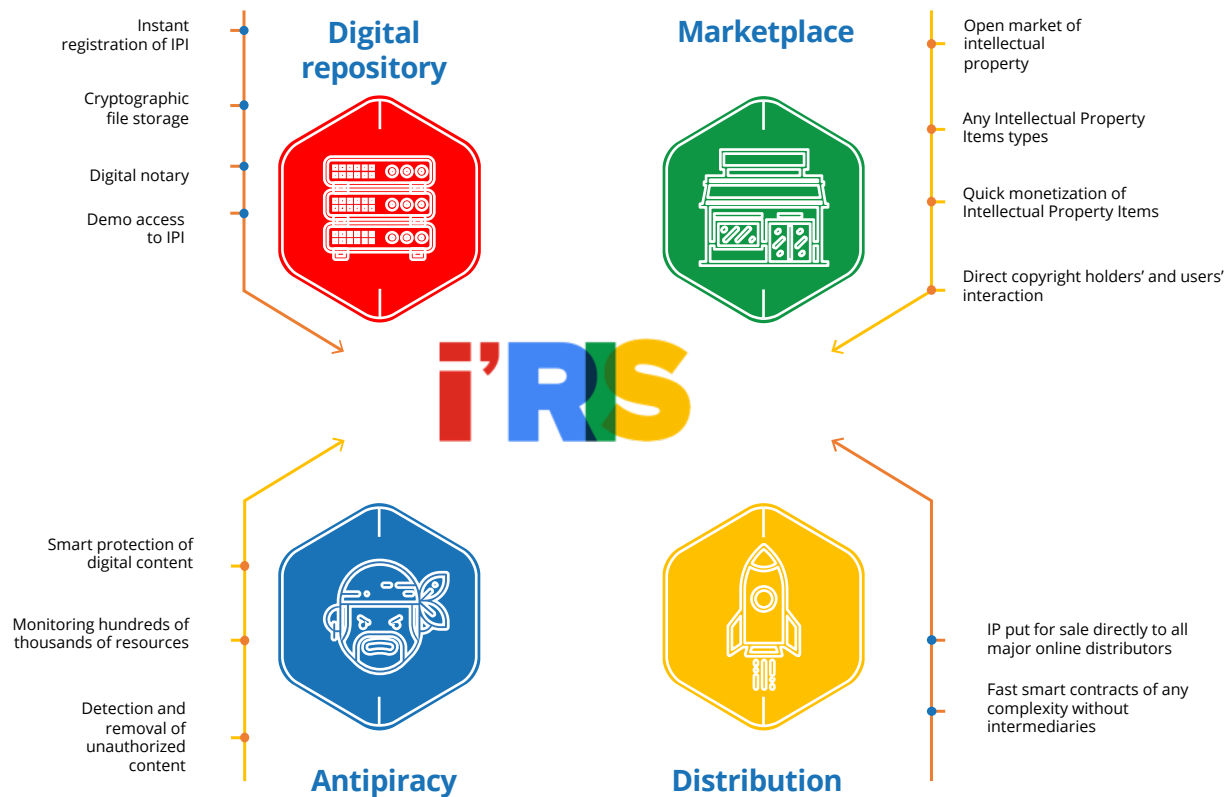 Digital
repository
Instant
registration of IPI
Cryptographic
file storage
Digital notary
Demo access
to IPI
Marketplace
Open market of
intellectual
property
Any Intellectual Property
Items types
Quick monetization of
Intellectual Property Items
Direct copyright holders’ and users’
interaction
i’RIS
Smart protection of
digital content
Monitoring hundreds of
thousands of resources
Detection and
removal of
unauthorized
content
Antipiracy
IP put for sale directly to all
major online distributors
Fast smart contracts of any
complexity without
intermediaries
Distribution